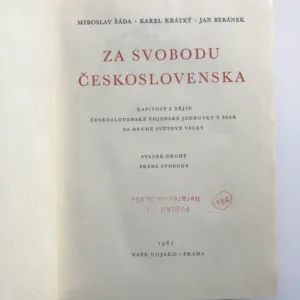 MIROSLAV ŠÁDA - KAREL KRÁTKÝ - JAN BERÁNEK
ZA SVOBODU
ČESKOSLOVENSKA
KAPITOLY Z DĚJIN
ČESKOSLOVENSKÉ VOJENSKÉ JEDNOTKY V SSSR
ZA DRUHÉ SVĚTOVÉ VÁLKY
SVAZEK DRUHÝ
BRÁNA SVOBODY
1961
NAŠE VOJSKO - PRAHA